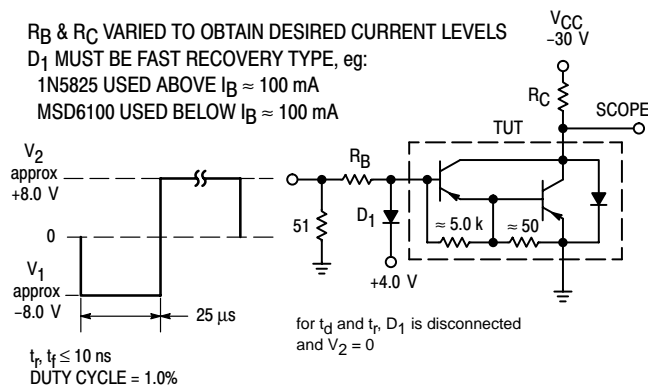 R_B & R_C VARIED TO OBTAIN DESIRED CURRENT LEVELS
D_1 MUST BE FAST RECOVERY TYPE, eg:
1N5825 USED ABOVE I_B ≈ 100 mA
MSD6100 USED BELOW I_B ≈ 100 mA
V_CC
−30 V
R_C
SCOPE
TUT
V_2
approx
+8.0 V
R_B
0
51
D_1
≈ 5.0 k
≈ 50
V_1
approx
−8.0 V
+4.0 V
25 µs
for t_d and t_r, D_1 is disconnected
and V_2 = 0
t_r, t_f ≤ 10 ns
DUTY CYCLE = 1.0%